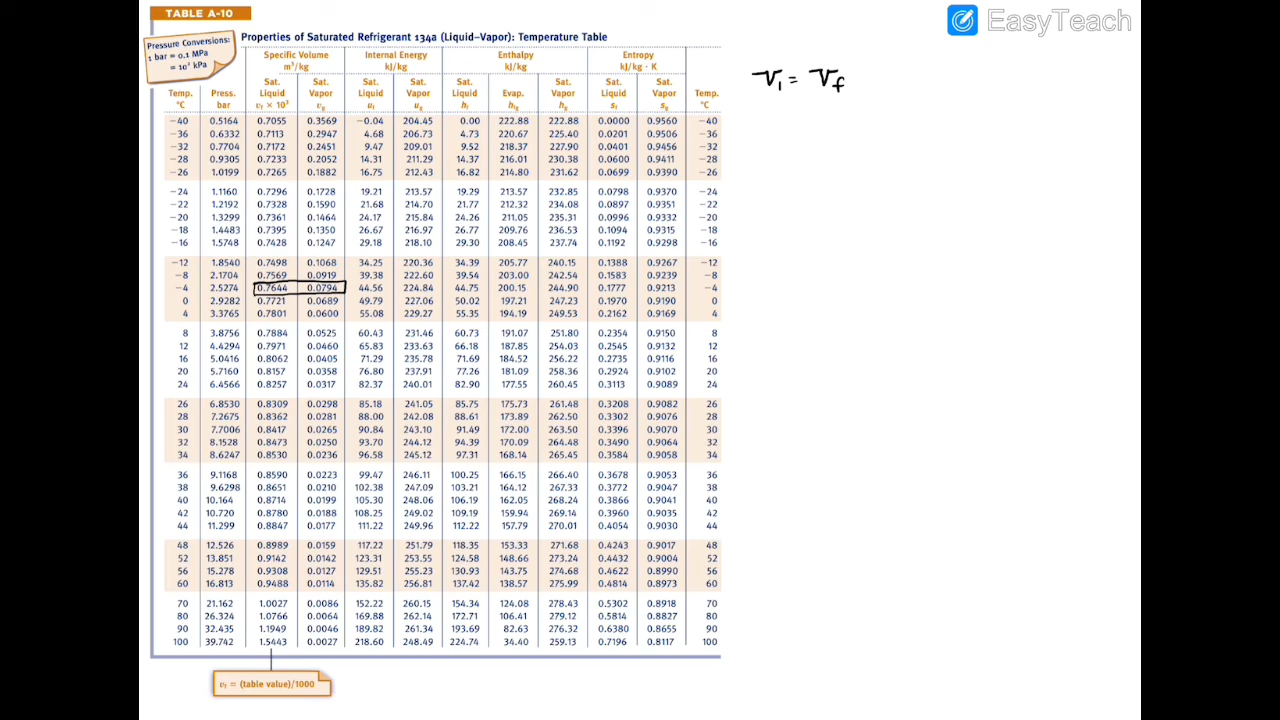 TABLE A-10
EasyTeach
Pressure Conversions:
1 bar = 0.1 MPa
= 10² kPa
Properties of Saturated Refrigerant 134a (Liquid–Vapor): Temperature Table
v₁ = v_f
Specific Volume Internal Energy Enthalpy Entropy
m³/kg kJ/kg kJ/kg kJ/kg · K
Sat. Sat. Sat. Sat. Sat. Sat. Sat. Sat.
Temp. Press. Liquid Vapor Liquid Vapor Liquid Evap. Vapor Liquid Vapor Temp.
°C bar v_f × 10³ v_g u_f u_g h_f h_fg h_g s_f s_g °C
−40 0.5164 0.7055 0.3569 −0.04 204.45 0.00 222.88 222.88 0.0000 0.9560 −40
−36 0.6332 0.7113 0.2947 4.68 206.73 4.73 220.67 225.40 0.0201 0.9506 −36
−32 0.7704 0.7172 0.2451 9.47 209.01 9.52 218.37 227.90 0.0401 0.9456 −32
−28 0.9305 0.7233 0.2052 14.31 211.29 14.37 216.01 230.38 0.0600 0.9411 −28
−26 1.0199 0.7265 0.1882 16.75 212.43 16.82 214.80 231.62 0.0699 0.9390 −26
−24 1.1160 0.7296 0.1728 19.21 213.57 19.29 213.57 232.85 0.0798 0.9370 −24
−22 1.2192 0.7328 0.1590 21.68 214.70 21.77 212.32 234.08 0.0897 0.9351 −22
−20 1.3299 0.7361 0.1464 24.17 215.84 24.26 211.05 235.31 0.0996 0.9332 −20
−18 1.4483 0.7395 0.1350 26.67 216.97 26.77 209.76 236.53 0.1094 0.9315 −18
−16 1.5748 0.7428 0.1247 29.18 218.10 29.30 208.45 237.74 0.1192 0.9298 −16
−12 1.8540 0.7498 0.1068 34.25 220.36 34.39 205.77 240.15 0.1388 0.9267 −12
−8 2.1704 0.7569 0.0919 39.38 222.60 39.54 203.00 242.54 0.1583 0.9239 −8
−4 2.5274 0.7644 0.0794 44.56 224.84 44.75 200.15 244.90 0.1777 0.9213 −4
0 2.9282 0.7721 0.0689 49.79 227.06 50.02 197.21 247.23 0.1970 0.9190 0
4 3.3765 0.7801 0.0600 55.08 229.27 55.35 194.19 249.53 0.2162 0.9169 4
8 3.8756 0.7884 0.0525 60.43 231.46 60.73 191.07 251.80 0.2354 0.9150 8
12 4.4294 0.7971 0.0460 65.83 233.63 66.18 187.85 254.03 0.2545 0.9132 12
16 5.0416 0.8062 0.0405 71.29 235.78 71.69 184.52 256.22 0.2735 0.9116 16
20 5.7160 0.8157 0.0358 76.80 237.91 77.26 181.09 258.36 0.2924 0.9102 20
24 6.4566 0.8257 0.0317 82.37 240.01 82.90 177.55 260.45 0.3113 0.9089 24
26 6.8530 0.8309 0.0298 85.18 241.05 85.75 175.73 261.48 0.3208 0.9082 26
28 7.2675 0.8362 0.0281 88.00 242.08 88.61 173.89 262.50 0.3302 0.9076 28
30 7.7006 0.8417 0.0265 90.84 243.10 91.49 172.00 263.50 0.3396 0.9070 30
32 8.1528 0.8473 0.0250 93.70 244.12 94.39 170.09 264.48 0.3490 0.9064 32
34 8.6247 0.8530 0.0236 96.58 245.12 97.31 168.14 265.45 0.3584 0.9058 34
36 9.1168 0.8590 0.0223 99.47 246.11 100.25 166.15 266.40 0.3678 0.9053 36
38 9.6298 0.8651 0.0210 102.38 247.09 103.21 164.12 267.33 0.3772 0.9047 38
40 10.164 0.8714 0.0199 105.30 248.06 106.19 162.05 268.24 0.3866 0.9041 40
42 10.720 0.8780 0.0188 108.25 249.02 109.19 159.94 269.14 0.3960 0.9035 42
44 11.299 0.8847 0.0177 111.22 249.96 112.22 157.79 270.01 0.4054 0.9030 44
48 12.526 0.8989 0.0159 117.22 251.79 118.35 153.33 271.68 0.4243 0.9017 48
52 13.851 0.9142 0.0142 123.31 253.55 124.58 148.66 273.24 0.4432 0.9004 52
56 15.278 0.9308 0.0127 129.51 255.23 130.93 143.75 274.68 0.4622 0.8990 56
60 16.813 0.9488 0.0114 135.82 256.81 137.42 138.57 275.99 0.4814 0.8973 60
70 21.162 1.0027 0.0086 152.22 260.15 154.34 124.08 278.43 0.5302 0.8918 70
80 26.324 1.0766 0.0064 169.88 262.14 172.71 106.41 279.12 0.5814 0.8827 80
90 32.435 1.1949 0.0046 189.82 261.34 193.69 82.63 276.32 0.6380 0.8655 90
100 39.742 1.5443 0.0027 218.60 248.49 224.74 34.40 259.13 0.7196 0.8117 100
v_f = (table value)/1000